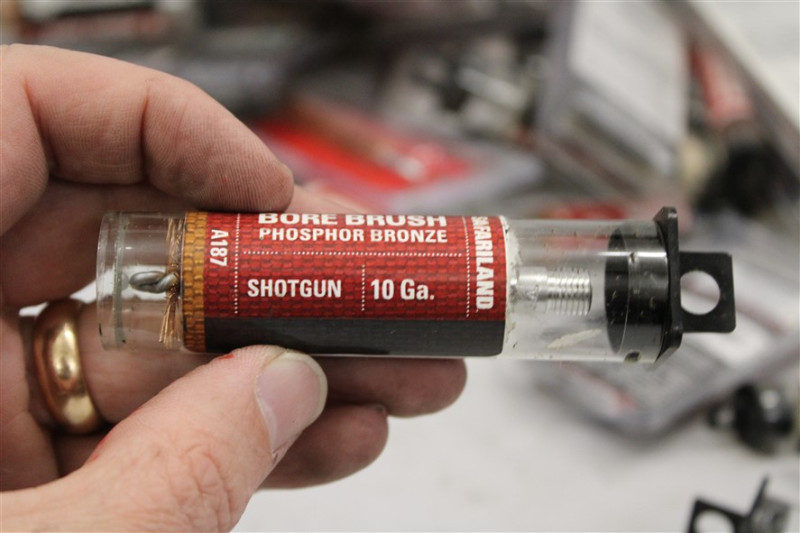 BORE BRUSH
PHOSPHOR BRONZE
A187
SHOTGUN
10 Ga.
SAFARILAND